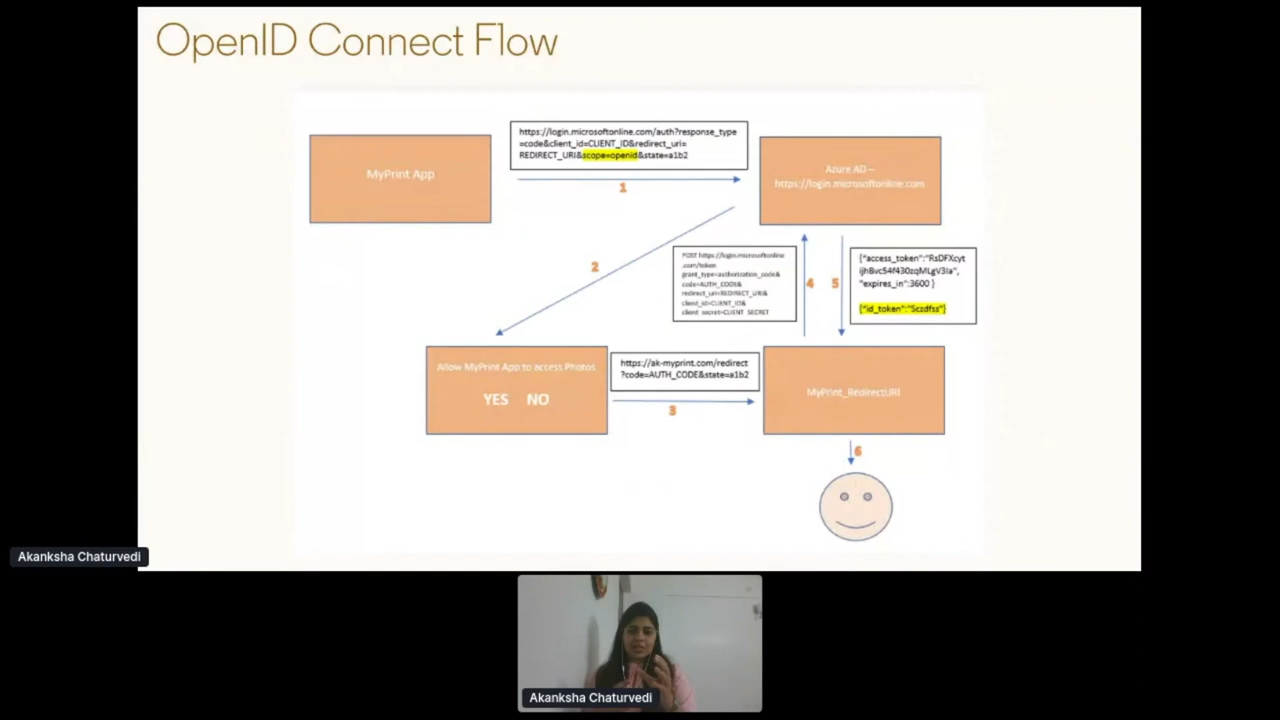 OpenID Connect Flow
MyPrint App
https://login.microsoftonline.com/auth?response_type
=code&client_id=CLIENT_ID&redirect_uri=
REDIRECT_URI&scope=openid&state=a1b2
1
Azure AD –
https://login.microsoftonline.com
2
POST https://login.microsoftonline
.com/token
grant_type=authorization_code&
code=AUTH_CODE&
redirect_uri=REDIRECT_URI&
client_id=CLIENT_ID&
client_secret=CLIENT_SECRET
4
5
{"access_token":"RsDFXcyt
ijhBvc54f430zqMLgV3Ia",
"expires_in":3600 }
{"id_token":"Sczdfss"}
Allow MyPrint App to access Photos
YES NO
https://ak-myprint.com/redirect
?code=AUTH_CODE&state=a1b2
3
MyPrint_RedirectURI
6
Akanksha Chaturvedi
Akanksha Chaturvedi